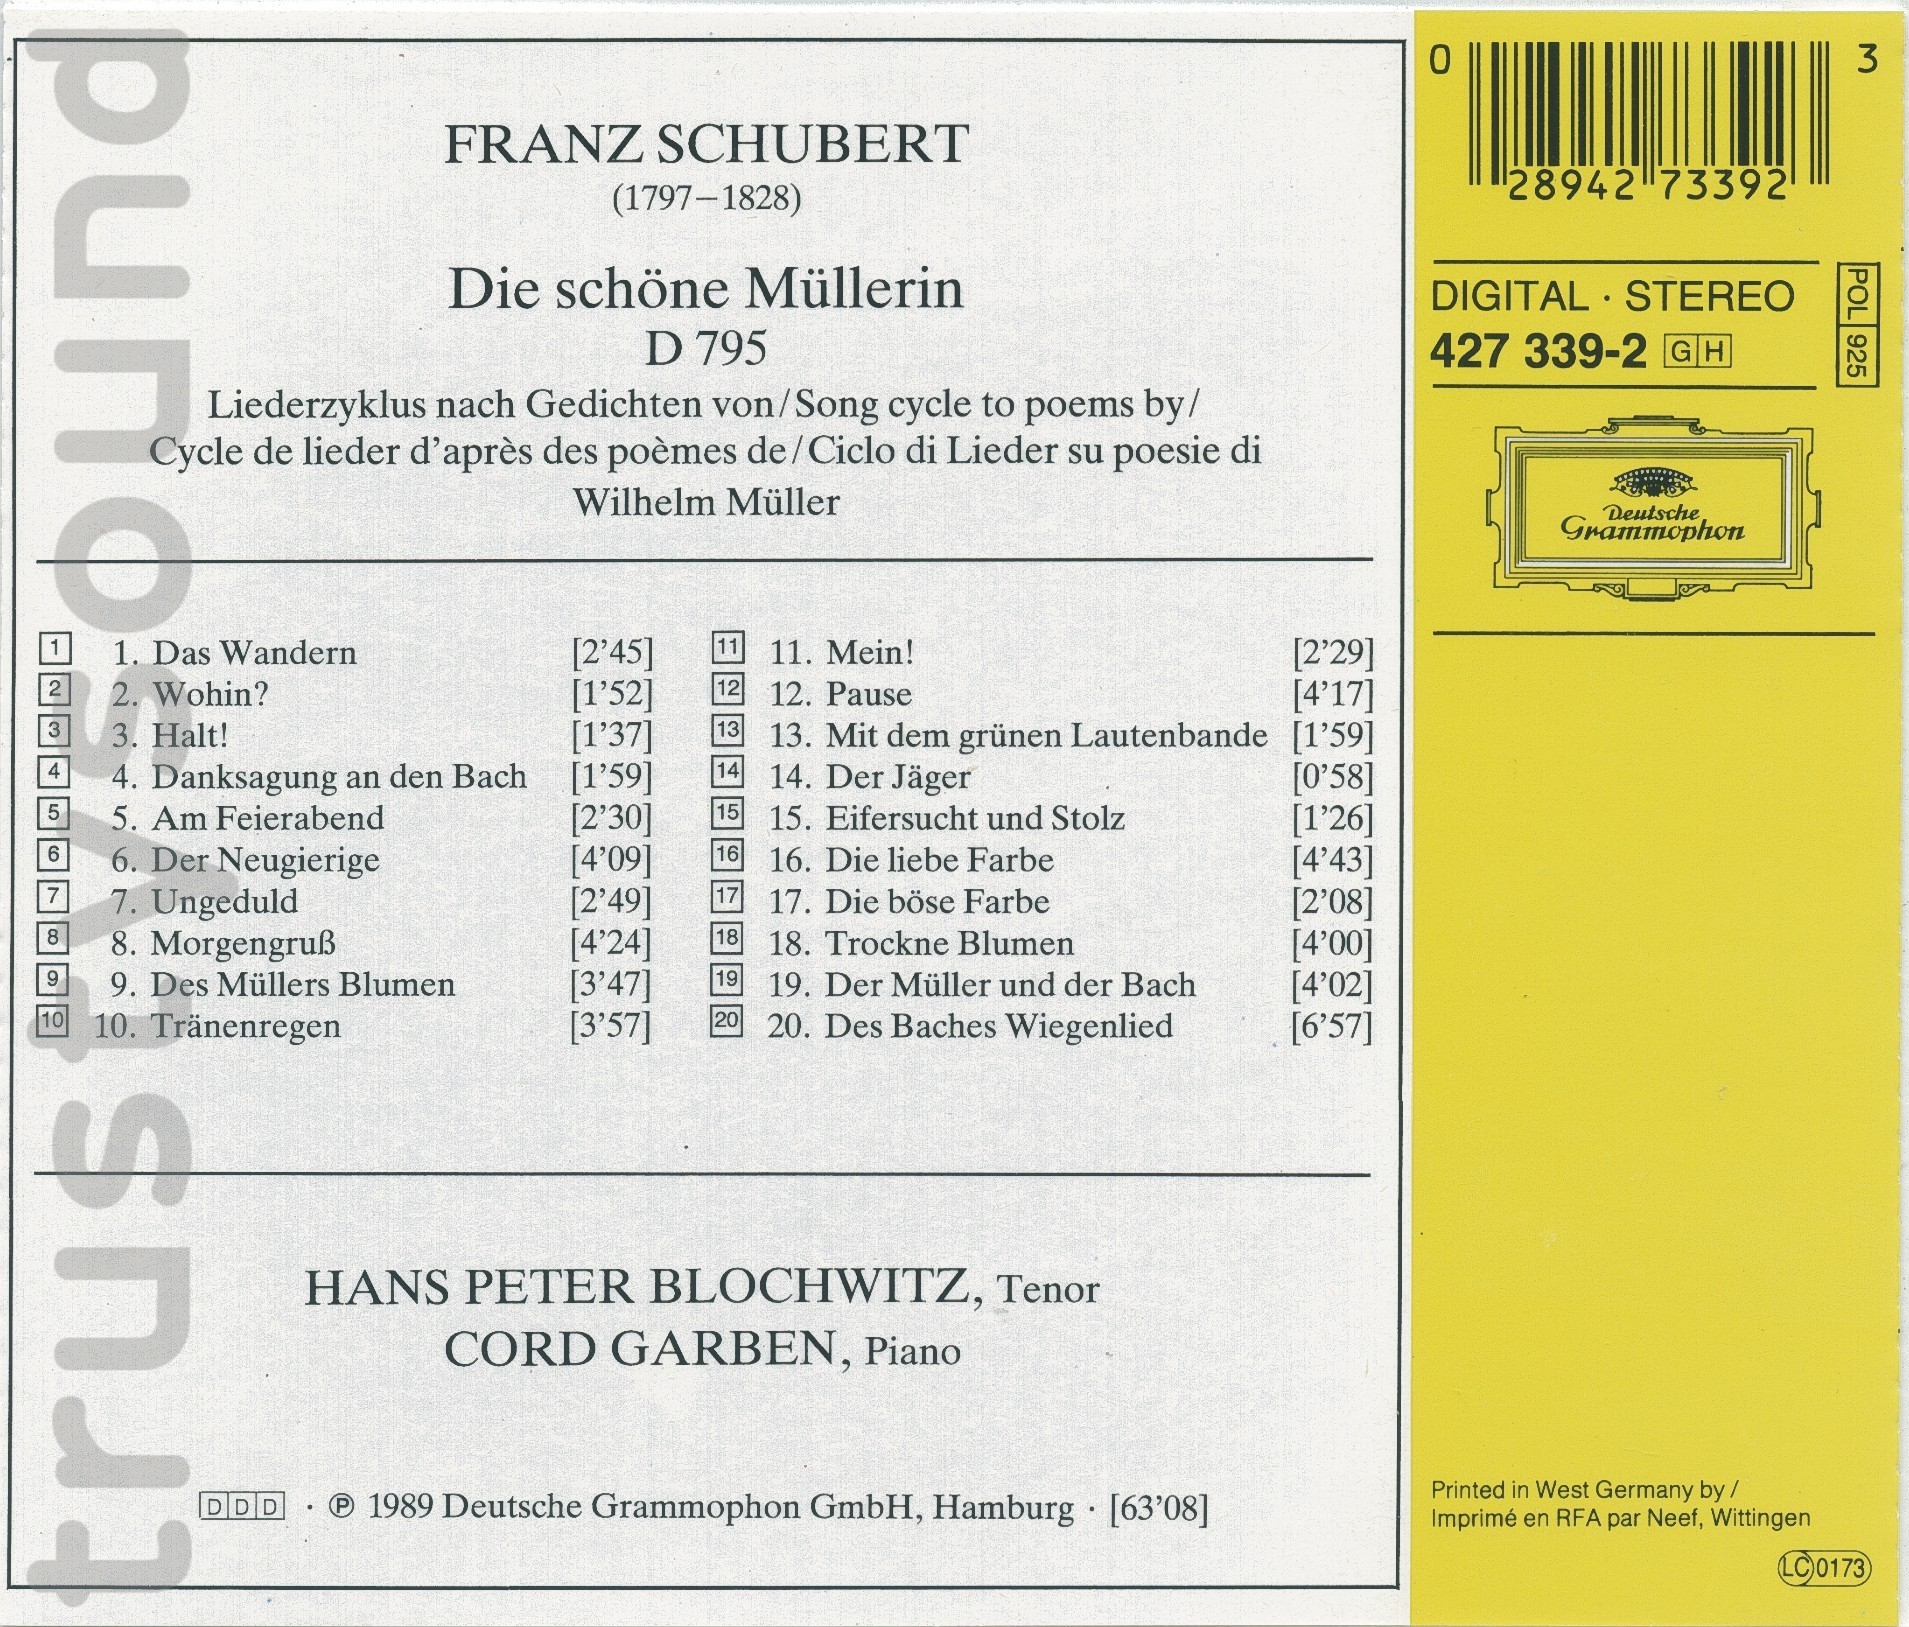 FRANZ SCHUBERT
(1797–1828)
Die schöne Müllerin
D 795
Liederzyklus nach Gedichten von/Song cycle to poems by/
Cycle de lieder d'après des poèmes de/Ciclo di Lieder su poesie di
Wilhelm Müller
1 1. Das Wandern [2'45]
2 2. Wohin? [1'52]
3 3. Halt! [1'37]
4 4. Danksagung an den Bach [1'59]
5 5. Am Feierabend [2'30]
6 6. Der Neugierige [4'09]
7 7. Ungeduld [2'49]
8 8. Morgengruß [4'24]
9 9. Des Müllers Blumen [3'47]
10 10. Tränenregen [3'57]
11 11. Mein! [2'29]
12 12. Pause [4'17]
13 13. Mit dem grünen Lautenbande [1'59]
14 14. Der Jäger [0'58]
15 15. Eifersucht und Stolz [1'26]
16 16. Die liebe Farbe [4'43]
17 17. Die böse Farbe [2'08]
18 18. Trockne Blumen [4'00]
19 19. Der Müller und der Bach [4'02]
20 20. Des Baches Wiegenlied [6'57]
HANS PETER BLOCHWITZ, Tenor
CORD GARBEN, Piano
DDD · ℗ 1989 Deutsche Grammophon GmbH, Hamburg · [63'08]
0 28942 73392 3
DIGITAL · STEREO
427 339-2 GH
POL 925
Deutsche
Grammophon
Printed in West Germany by /
Imprimé en RFA par Neef, Wittingen
LC 0173
trustysound